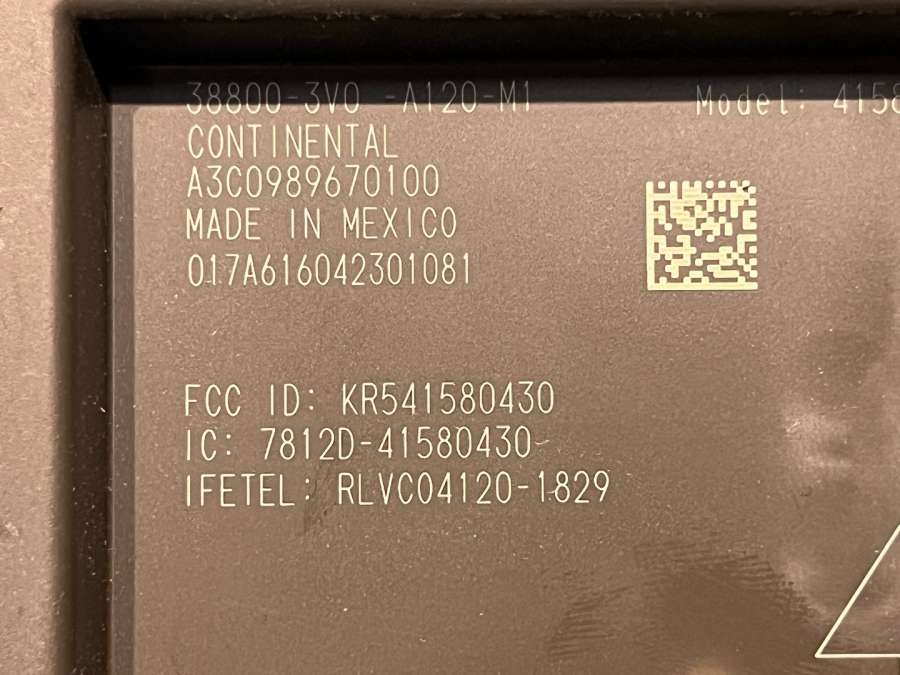 38800-3V0 -A120-M1
Model: 4158
CONTINENTAL
A3C0989670100
MADE IN MEXICO
017A616042301081
FCC ID: KR541580430
IC: 7812D-41580430
IFETEL: RLVC04120-1829